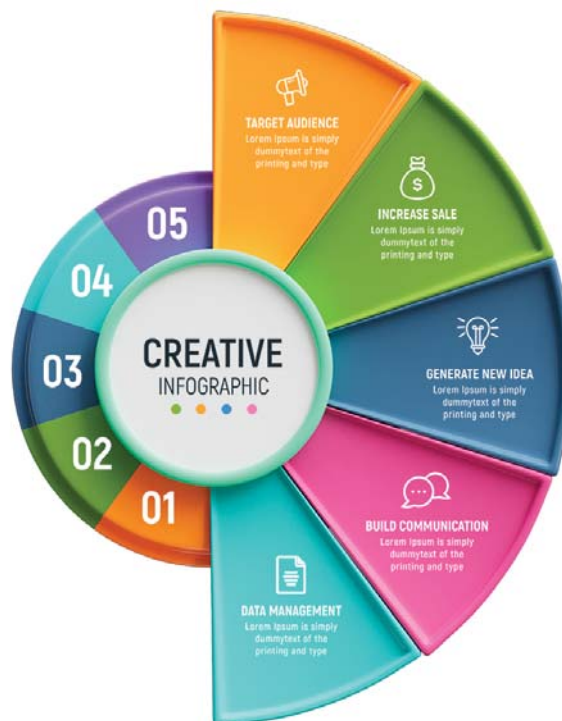 TARGET AUDIENCE
Lorem Ipsum is simply
dummytext of the
printing and type
INCREASE SALE
Lorem Ipsum is simply
dummytext of the
printing and type
GENERATE NEW IDEA
Lorem Ipsum is simply
dummytext of the
printing and type
BUILD COMMUNICATION
Lorem Ipsum is simply
dummytext of the
printing and type
DATA MANAGEMENT
Lorem Ipsum is simply
dummytext of the
printing and type
05
04
03
02
01
CREATIVE
INFOGRAPHIC
$